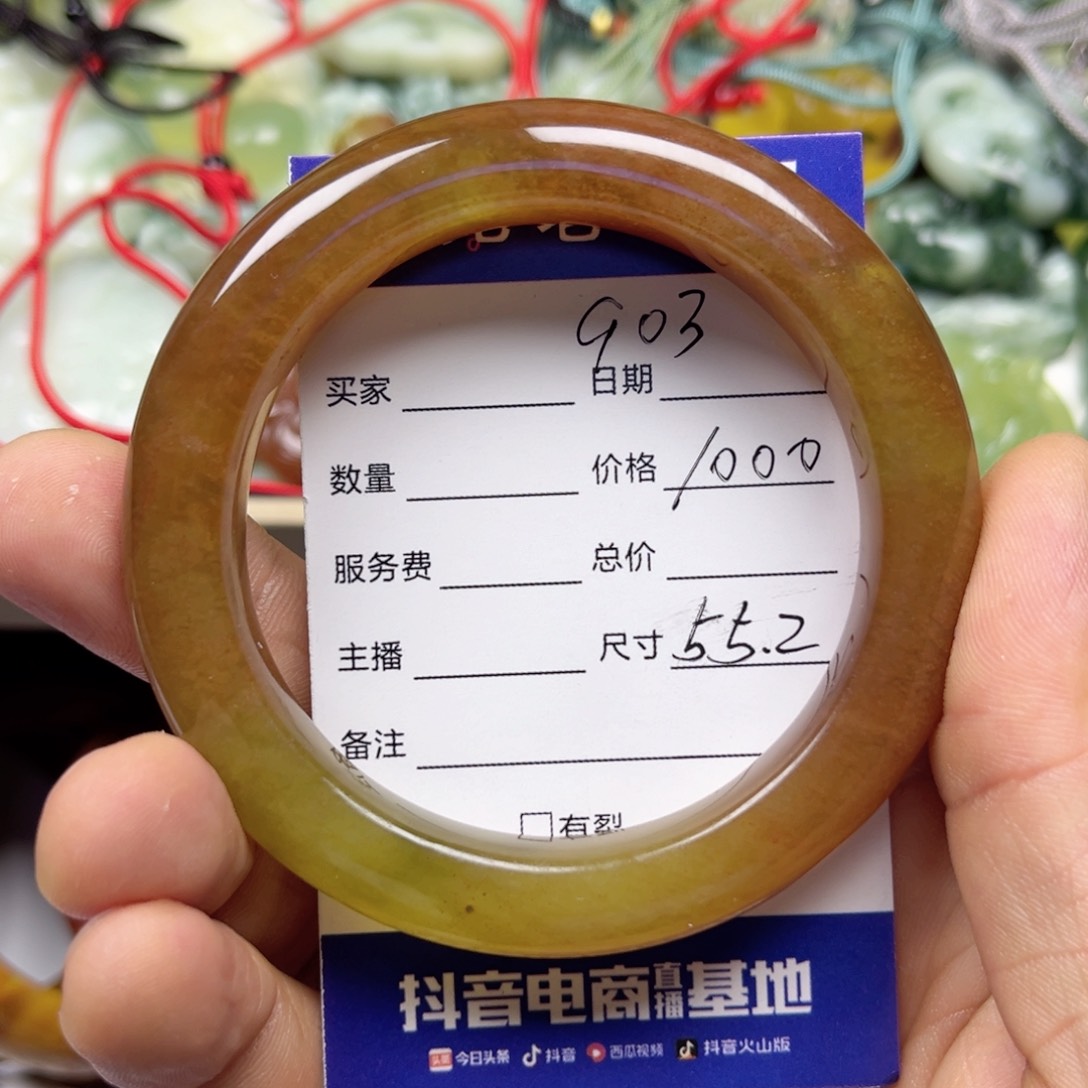 903
买家 日期
数量 价格 1000
服务费 总价
主播 尺寸 55.2
备注
有裂
抖音电商直播基地
今日头条 抖音 西瓜视频 抖音火山版